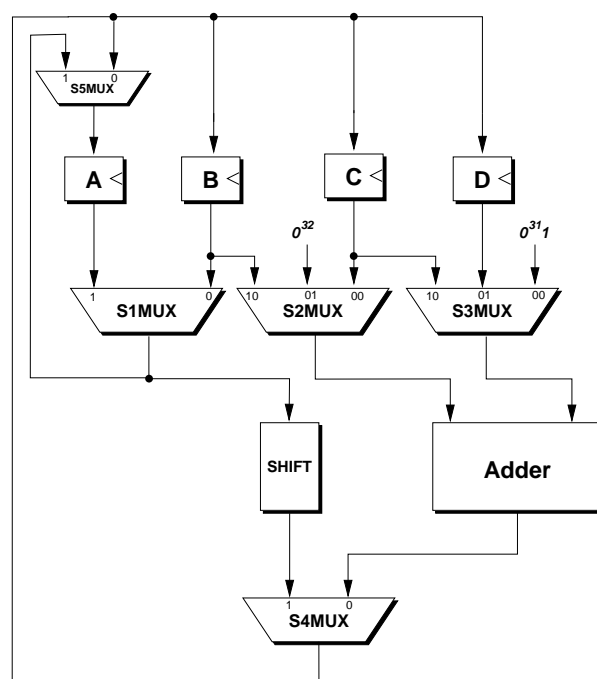 1 0
S5MUX
A B C D
0³² 0³¹1
1 0 10 01 00 10 01 00
S1MUX S2MUX S3MUX
SHIFT Adder
1 0
S4MUX